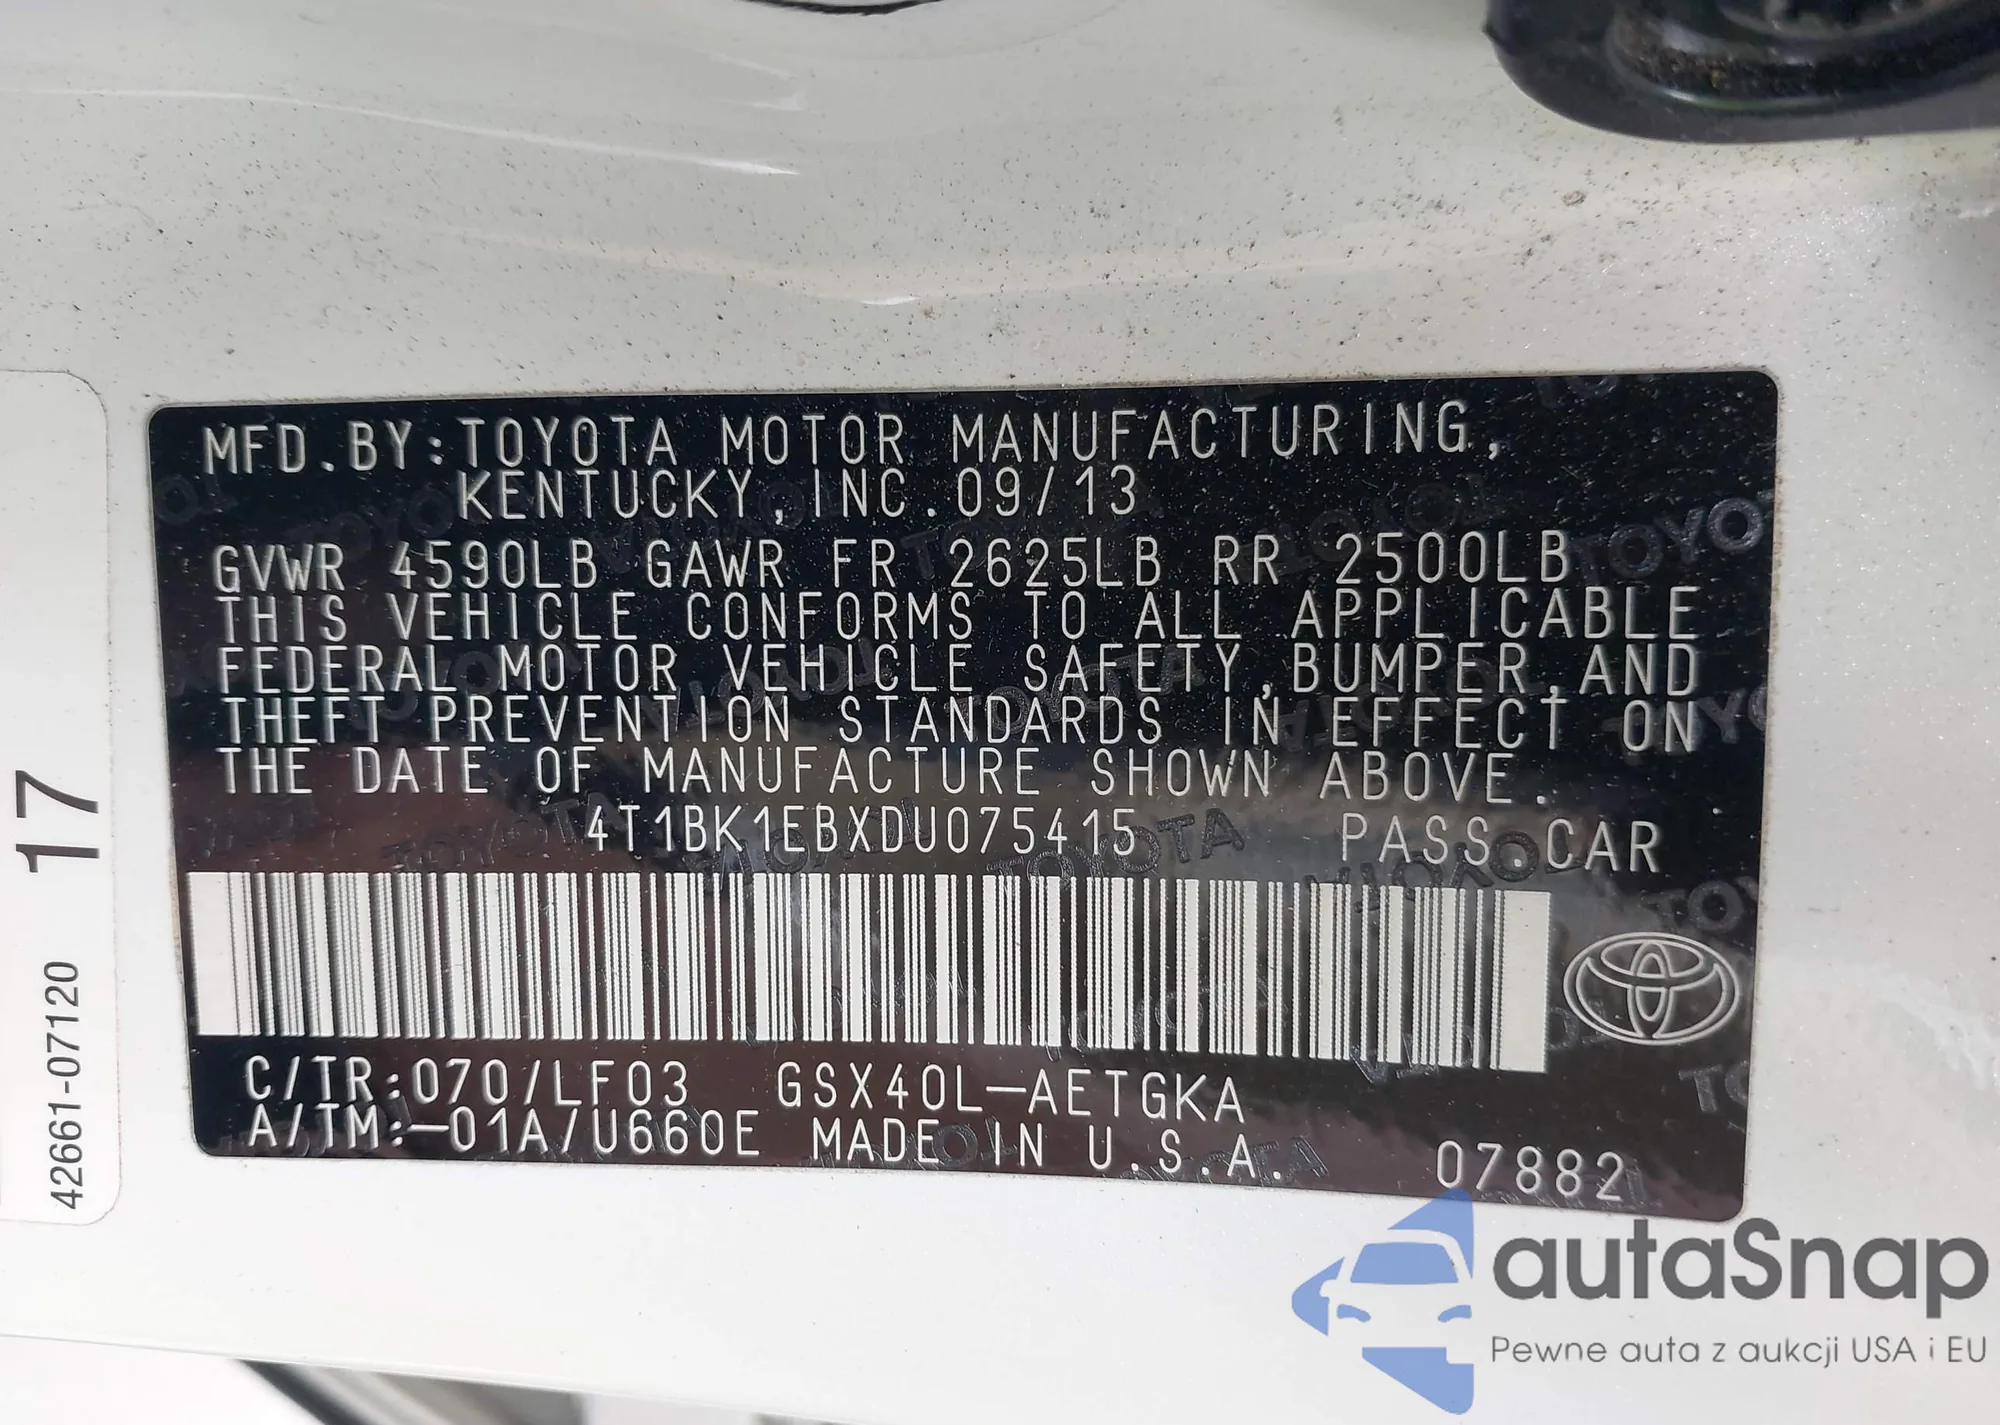 MFD.BY:TOYOTA MOTOR MANUFACTURING,
KENTUCKY,INC.09/13
GVWR 4590LB GAWR FR 2625LB RR 2500LB
THIS VEHICLE CONFORMS TO ALL APPLICABLE
FEDERAL MOTOR VEHICLE SAFETY,BUMPER,AND
THEFT PREVENTION STANDARDS IN EFFECT ON
THE DATE OF MANUFACTURE SHOWN ABOVE.
4T1BK1EBXDU075415 PASS.CAR
C/TR:070/LF03 GSX40L-AETGKA
A/TM:-01A/U660E MADE IN U.S.A.
07882
17
42661-07120
autaSnap
Pewne auta z aukcji USA i EU